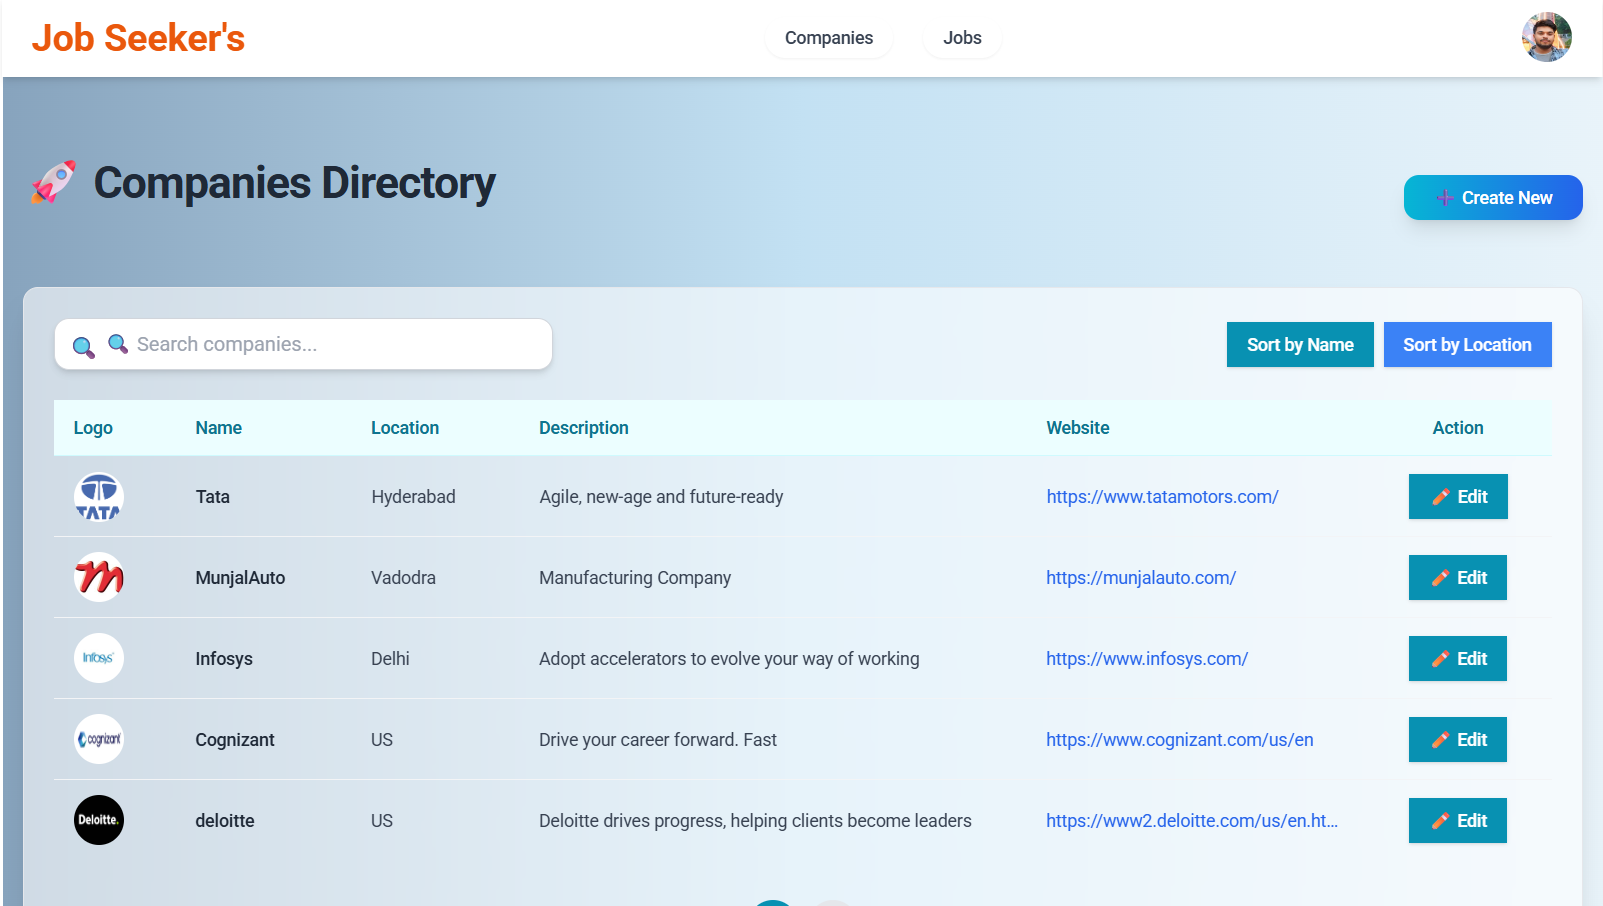 Job Seeker's
Companies
Jobs
🚀 Companies Directory
➕ Create New
🔍 🔍 Search companies...
Sort by Name
Sort by Location
Logo Name Location Description Website Action
TATA Tata Hyderabad Agile, new-age and future-ready https://www.tatamotors.com/ ✏️ Edit
m MunjalAuto Vadodra Manufacturing Company https://munjalauto.com/ ✏️ Edit
Infosys Infosys Delhi Adopt accelerators to evolve your way of working https://www.infosys.com/ ✏️ Edit
cognizant Cognizant US Drive your career forward. Fast https://www.cognizant.com/us/en ✏️ Edit
Deloitte. deloitte US Deloitte drives progress, helping clients become leaders https://www2.deloitte.com/us/en.ht... ✏️ Edit